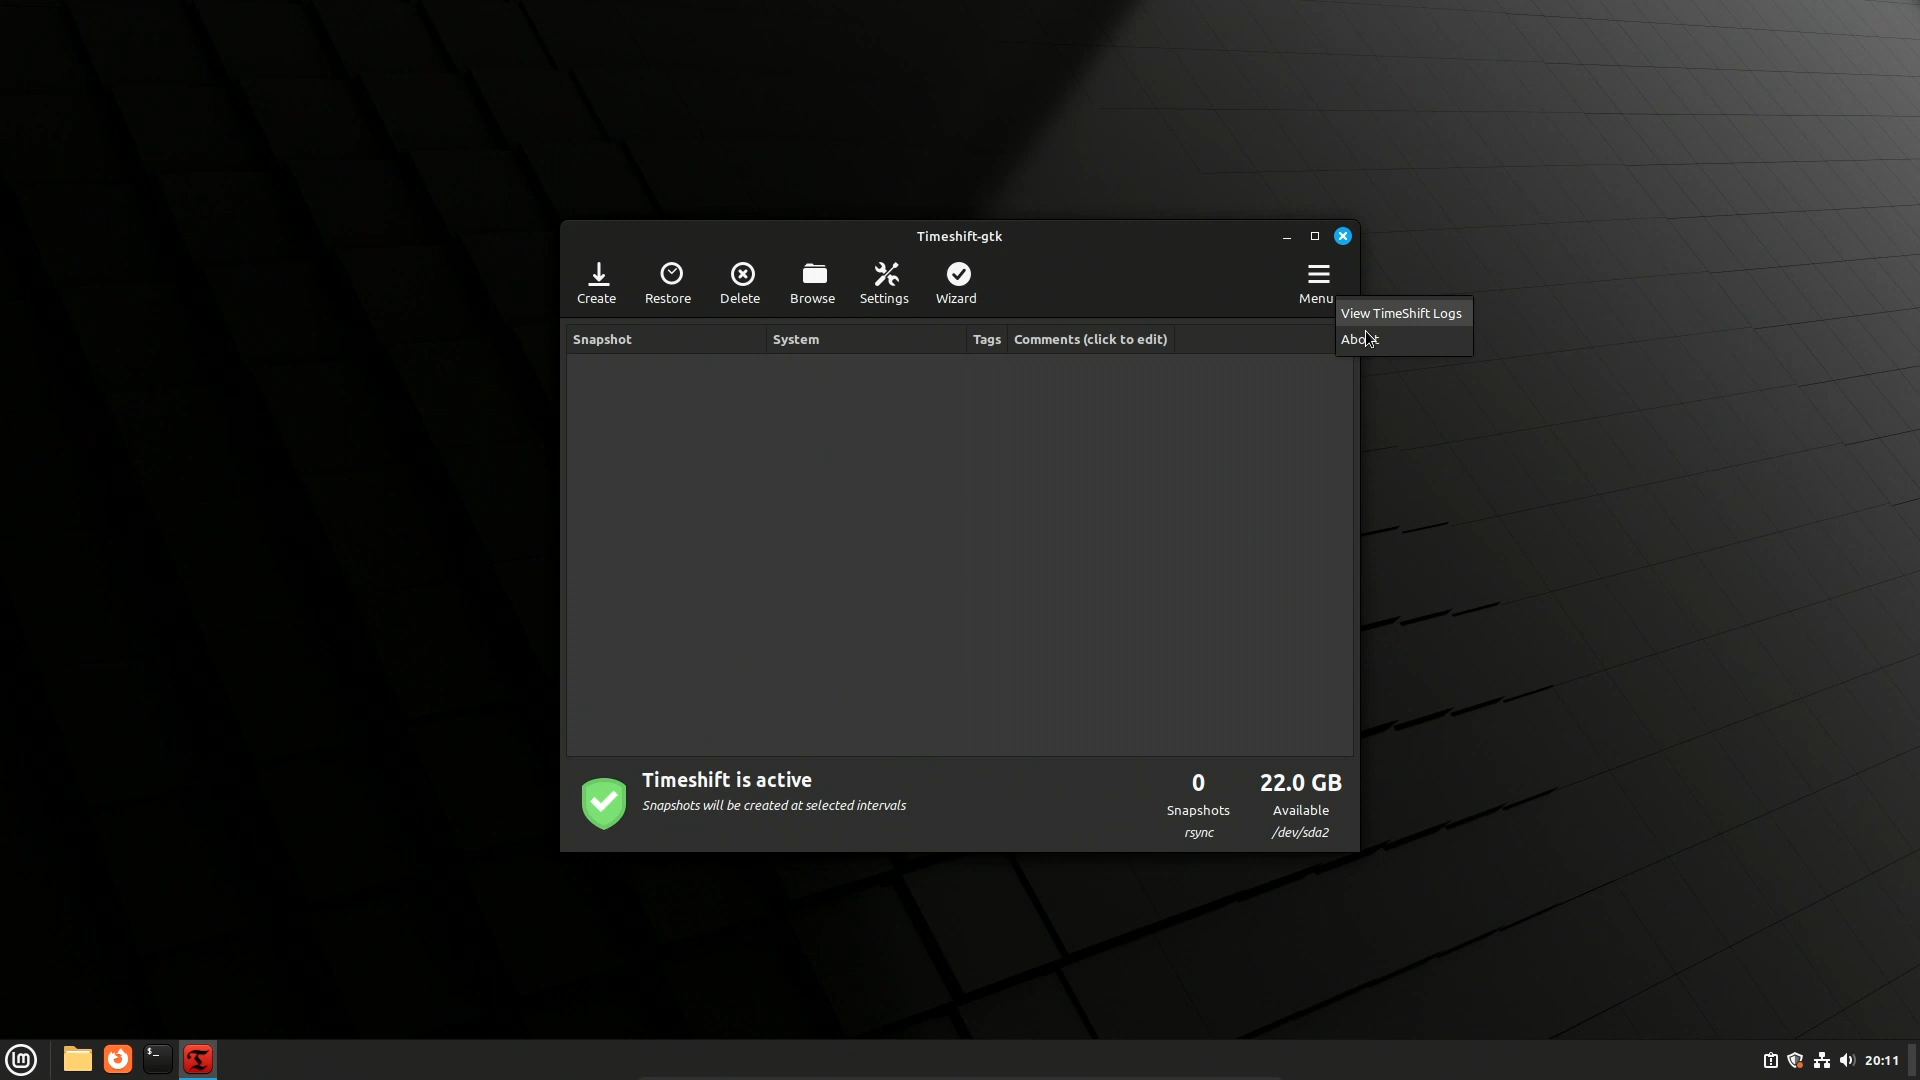 Timeshift-gtk
Create Restore Delete Browse Settings Wizard Menu
View TimeShift Logs
About
Snapshot System Tags Comments (click to edit)
Timeshift is active
Snapshots will be created at selected intervals
0
Snapshots
rsync
22.0 GB
Available
/dev/sda2
20:11